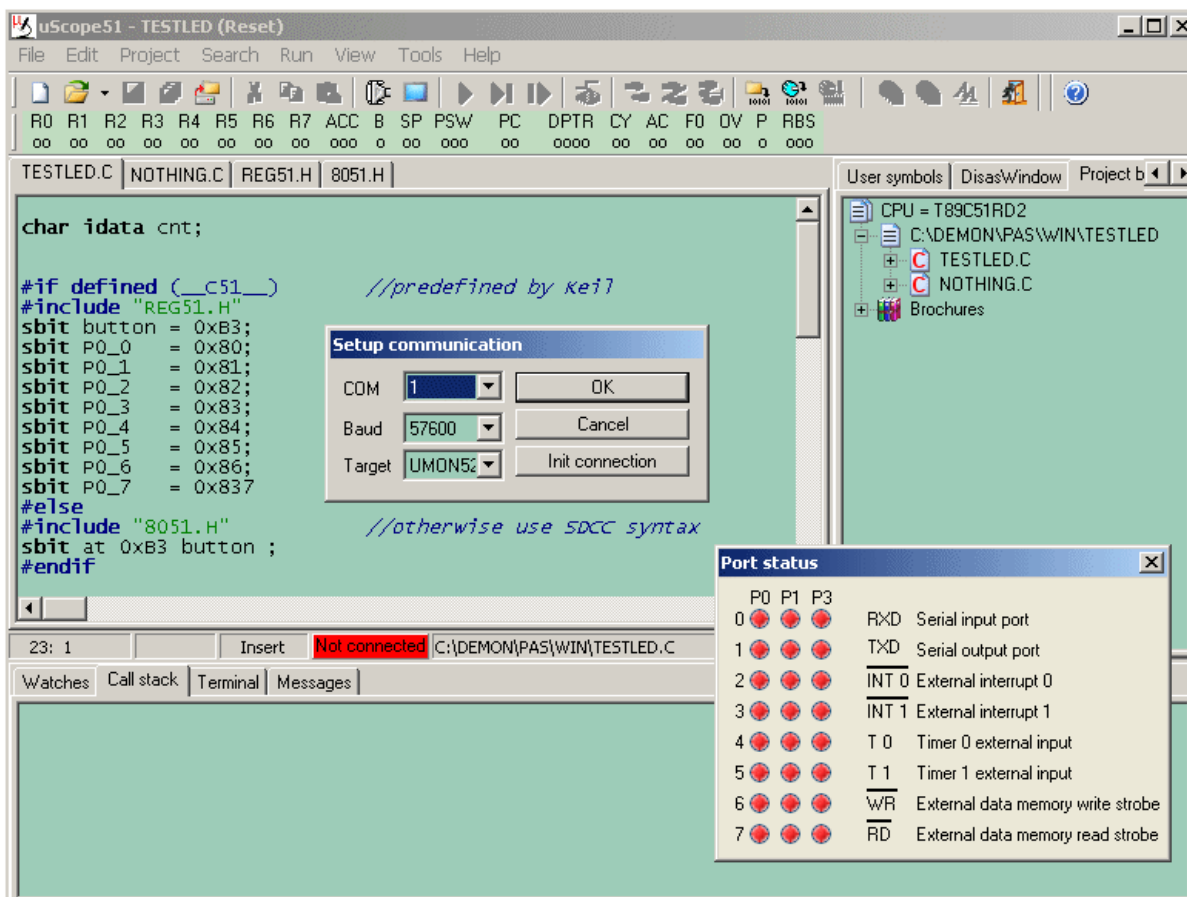 uScope51 - TESTLED (Reset)
File Edit Project Search Run View Tools Help
R0 R1 R2 R3 R4 R5 R6 R7 ACC B SP PSW PC DPTR CY AC F0 OV P RBS
00 00 00 00 00 00 00 00 000 0 00 000 00 0000 00 00 00 00 0 000
TESTLED.C NOTHING.C REG51.H 8051.H
char idata cnt;
#if defined (__C51__) //predefined by Keil
#include "REG51.H"
sbit button = 0xB3;
sbit P0_0 = 0x80;
sbit P0_1 = 0x81;
sbit P0_2 = 0x82;
sbit P0_3 = 0x83;
sbit P0_4 = 0x84;
sbit P0_5 = 0x85;
sbit P0_6 = 0x86;
sbit P0_7 = 0x837
#else
#include "8051.H" //otherwise use SDCC syntax
sbit at 0xB3 button ;
#endif
Setup communication
COM 1 OK
Baud 57600 Cancel
Target UMON52 Init connection
User symbols DisasWindow Project b
CPU = T89C51RD2
C:\DEMON\PAS\WIN\TESTLED
TESTLED.C
NOTHING.C
Brochures
23: 1 Insert Not connected C:\DEMON\PAS\WIN\TESTLED.C
Watches Call stack Terminal Messages
Port status
P0 P1 P3
0 RXD Serial input port
1 TXD Serial output port
2 INT 0 External interrupt 0
3 INT 1 External interrupt 1
4 T 0 Timer 0 external input
5 T 1 Timer 1 external input
6 WR External data memory write strobe
7 RD External data memory read strobe